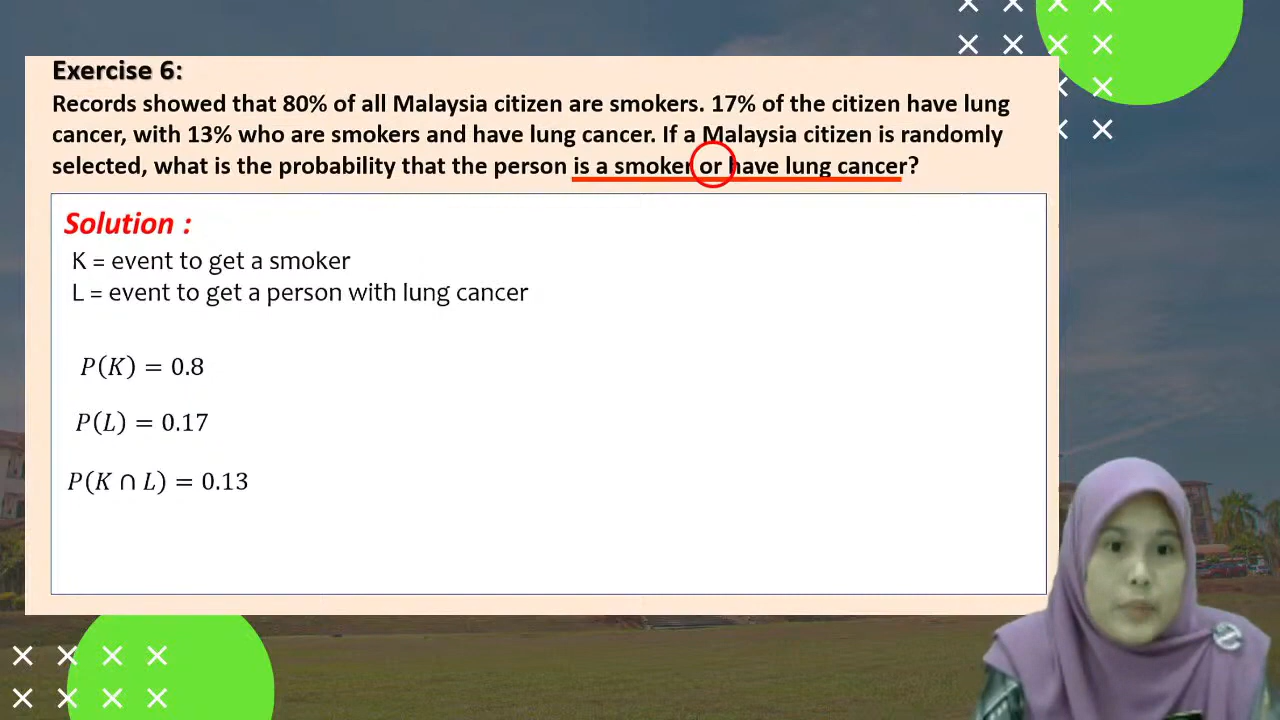 Exercise 6:
Records showed that 80% of all Malaysia citizen are smokers. 17% of the citizen have lung
cancer, with 13% who are smokers and have lung cancer. If a Malaysia citizen is randomly
selected, what is the probability that the person is a smoker or have lung cancer?
Solution :
K = event to get a smoker
L = event to get a person with lung cancer
P(K) = 0.8
P(L) = 0.17
P(K ∩ L) = 0.13